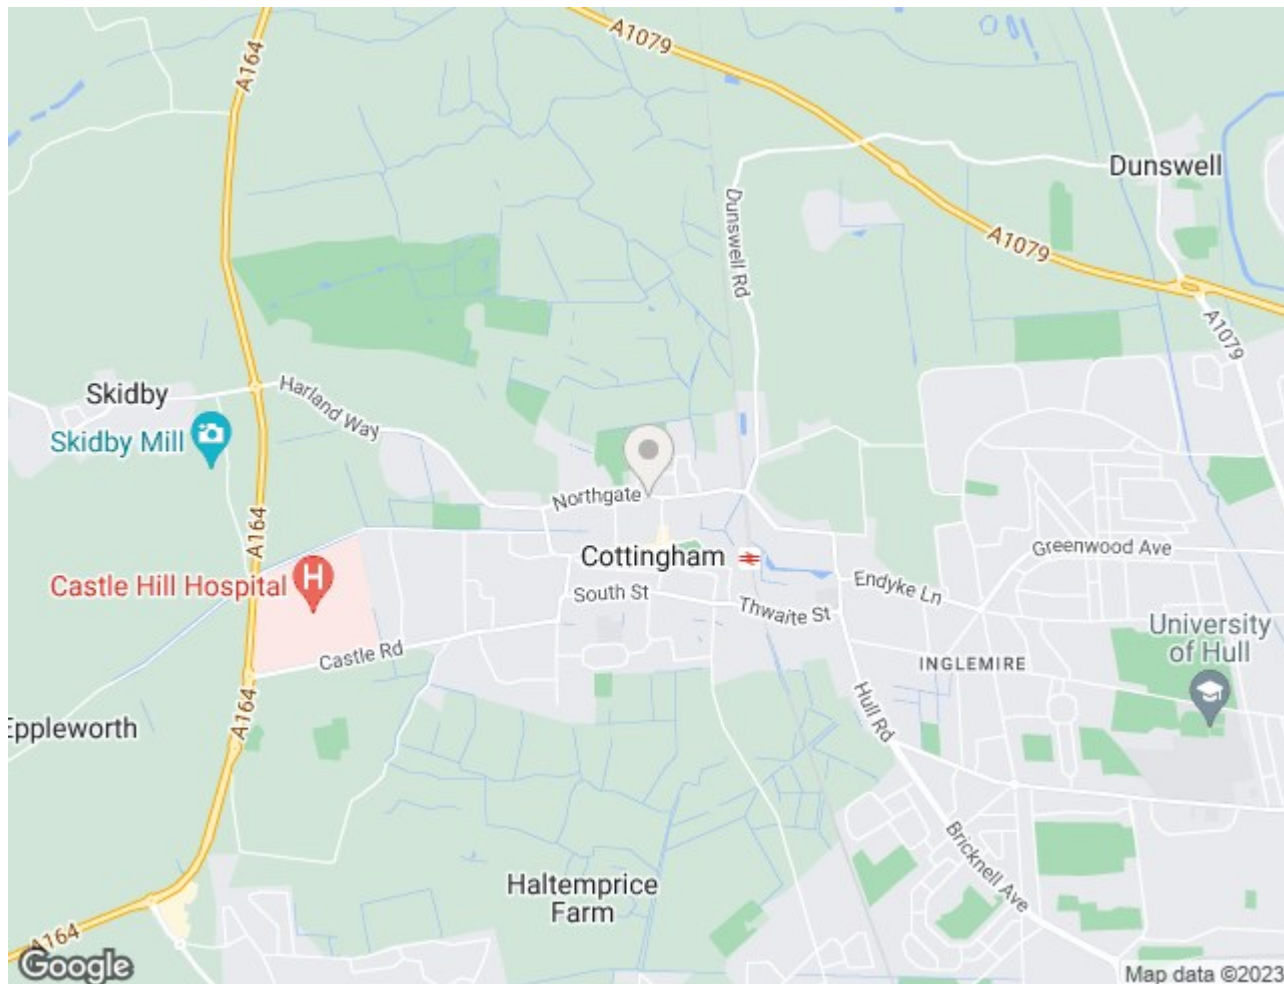 A164
A1079
Dunswell
Dunswell Rd
A1079
A1079
Skidby
Harland Way
Skidby Mill
Northgate
A164
Cottingham
Greenwood Ave
Castle Hill Hospital
H
South St
Endyke Ln
Thwaite St
University
of Hull
Castle Rd
INGLEMIRE
A164
Hull Rd
Eppleworth
Bricknell Ave
Haltemprice
Farm
A164
Google
Map data ©2023